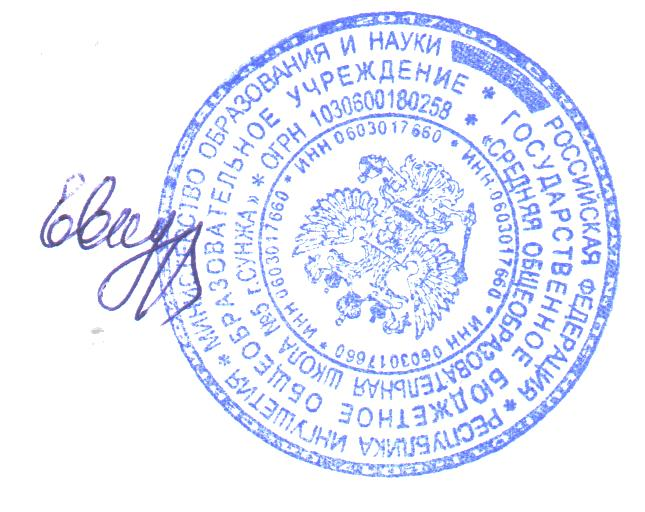 РОССИЙСКАЯ ФЕДЕРАЦИЯ * РЕСПУБЛИКА ИНГУШЕТИЯ * МИНИСТЕРСТВО ОБРАЗОВАНИЯ И НАУКИ
* ГОСУДАРСТВЕННОЕ БЮДЖЕТНОЕ ОБЩЕОБРАЗОВАТЕЛЬНОЕ УЧРЕЖДЕНИЕ
* «СРЕДНЯЯ ОБЩЕОБРАЗОВАТЕЛЬНАЯ ШКОЛА №5 Г.СУНЖА» * ОГРН 1030600180258
* ИНН 0603017660 * ИНН 0603017660 * ИНН 0603017660 * ИНН 0603017660